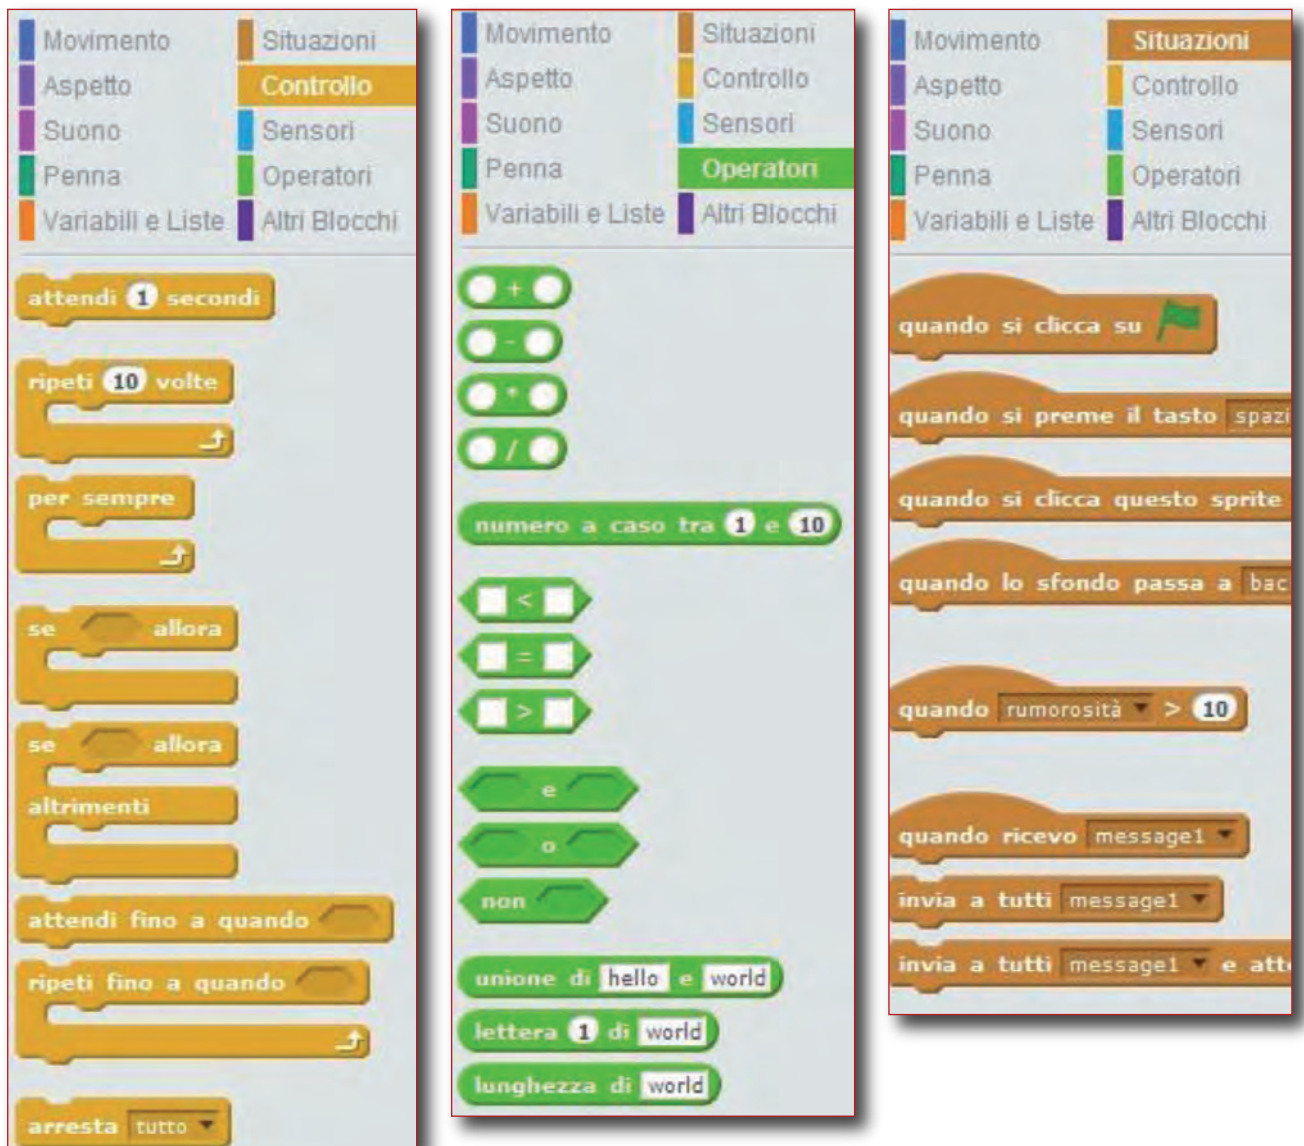 Movimento Situazioni
Aspetto Controllo
Suono Sensori
Penna Operatori
Variabili e Liste Altri Blocchi
attendi 1 secondi
ripeti 10 volte
per sempre
se allora
se allora
altrimenti
attendi fino a quando
ripeti fino a quando
arresta tutto
Movimento Situazioni
Aspetto Controllo
Suono Sensori
Penna Operatori
Variabili e Liste Altri Blocchi
+
-
*
/
numero a caso tra 1 e 10
<
=
>
e
o
non
unione di hello e world
lettera 1 di world
lunghezza di world
Movimento Situazioni
Aspetto Controllo
Suono Sensori
Penna Operatori
Variabili e Liste Altri Blocchi
quando si clicca su
quando si preme il tasto spazi
quando si clicca questo sprite
quando lo sfondo passa a bac
quando rumorosità > 10
quando ricevo message1
invia a tutti message1
invia a tutti message1 e atte